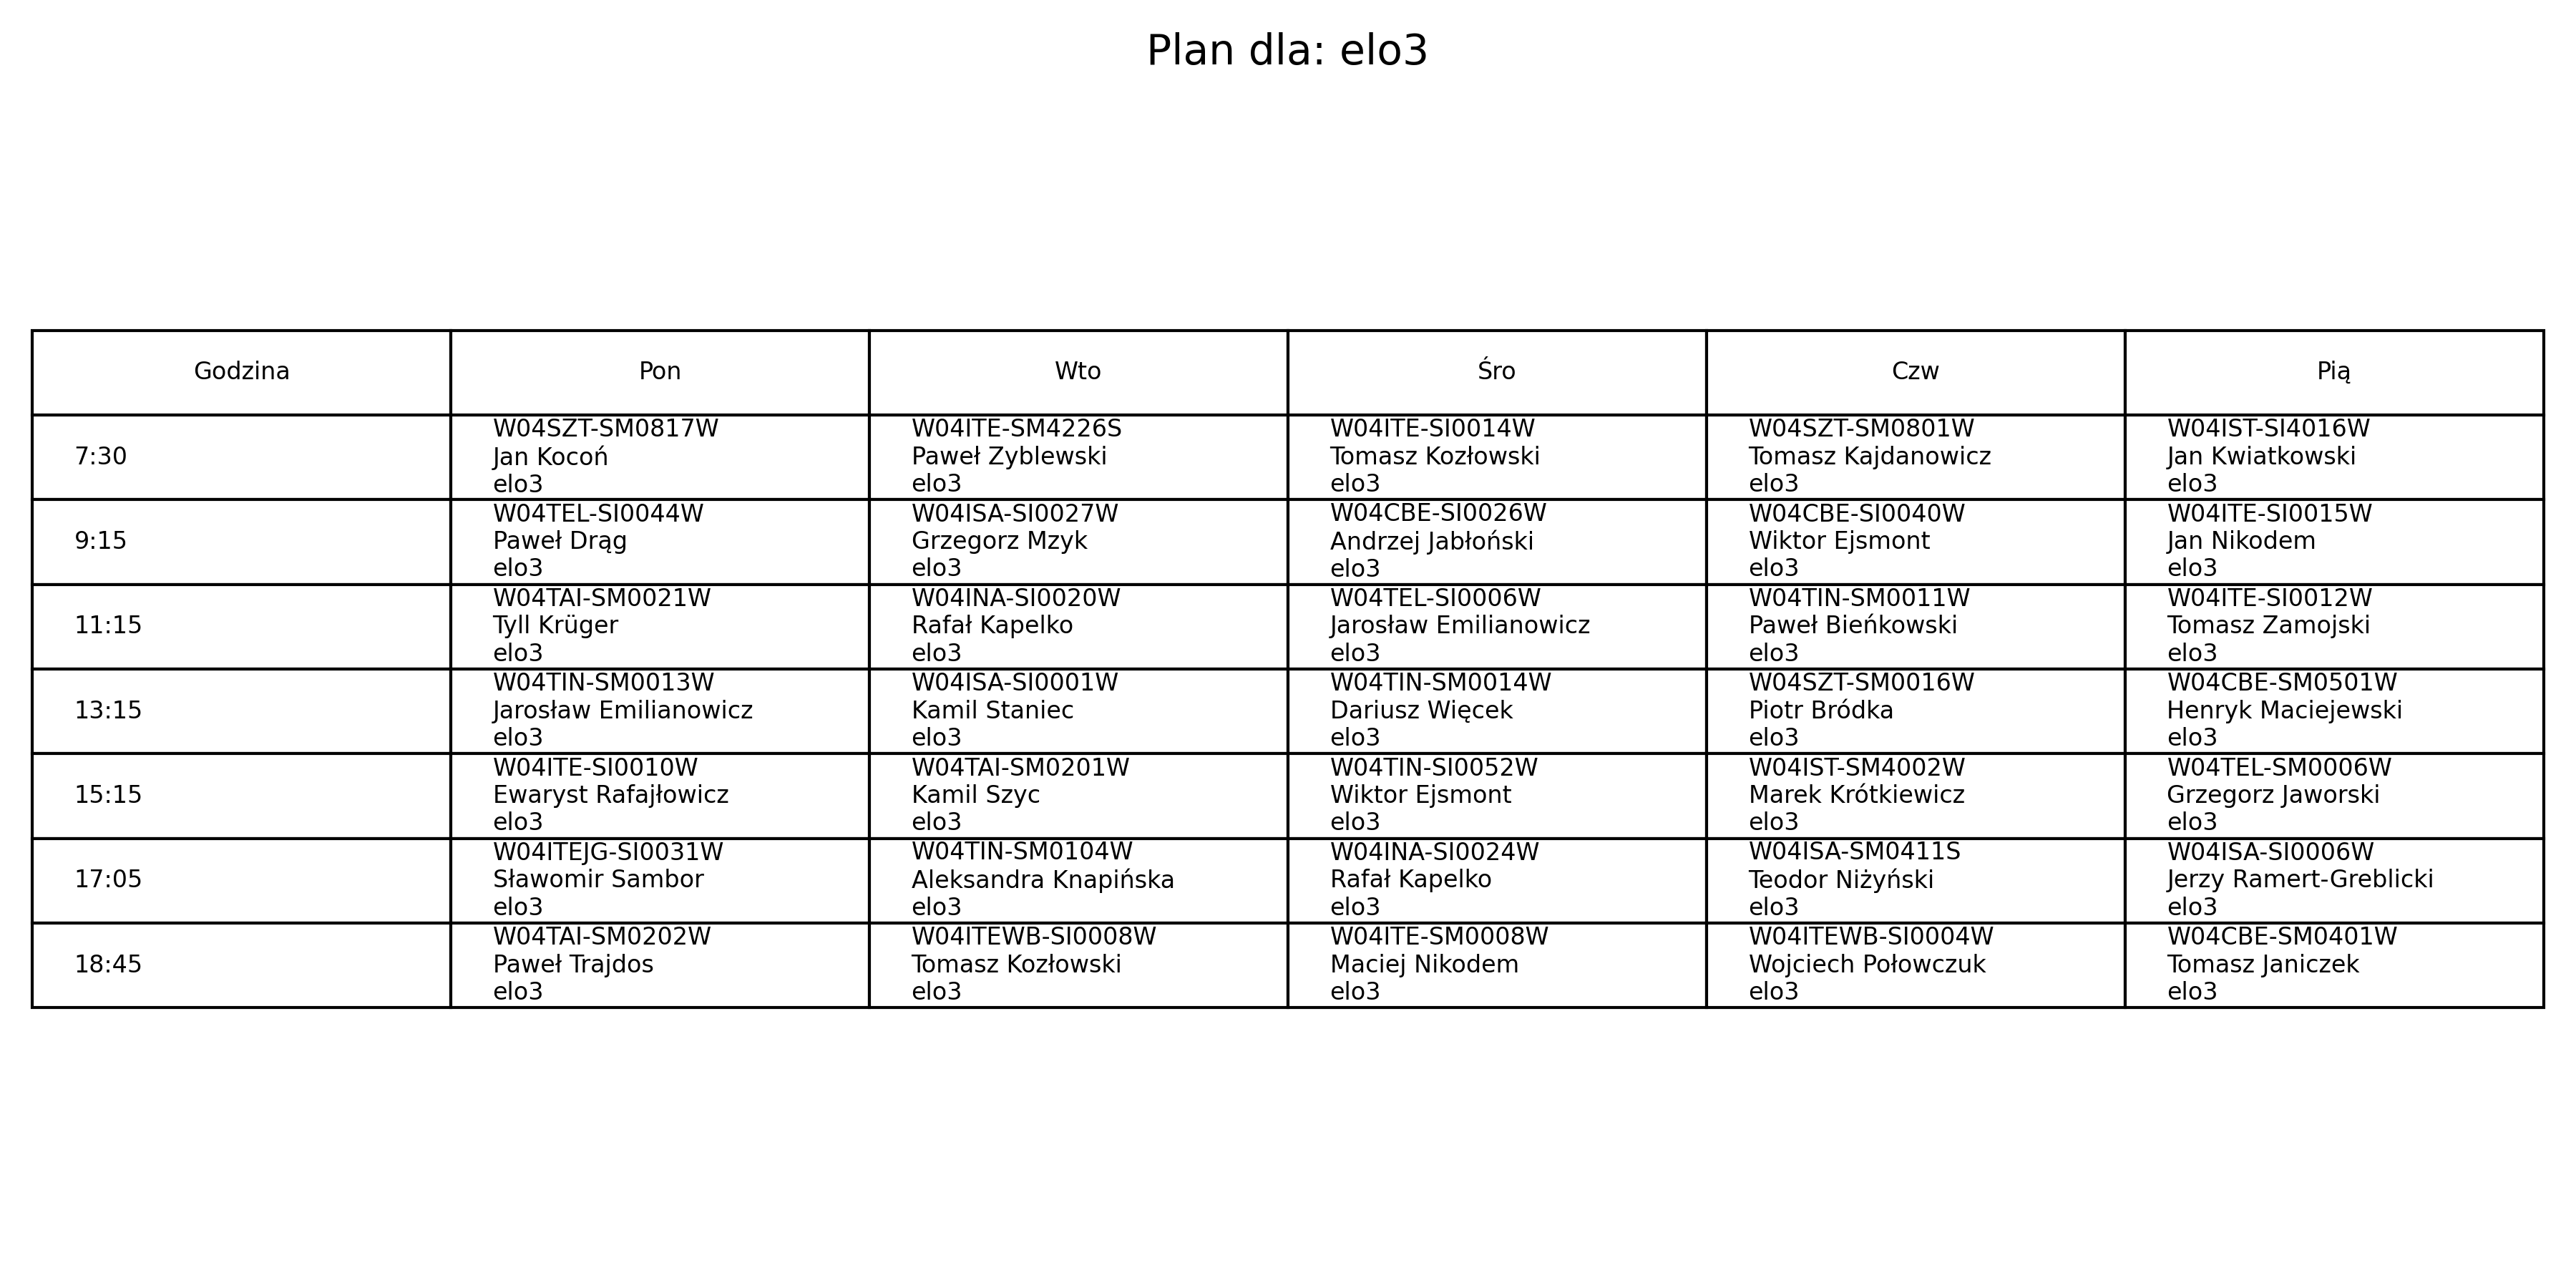 Plan dla: elo3
Godzina
Pon
Wto
Śro
Czw
Pią
7:30
W04SZT-SM0817W
Jan Kocoń
elo3
W04ITE-SM4226S
Paweł Zyblewski
elo3
W04ITE-SI0014W
Tomasz Kozłowski
elo3
W04SZT-SM0801W
Tomasz Kajdanowicz
elo3
W04IST-SI4016W
Jan Kwiatkowski
elo3
9:15
W04TEL-SI0044W
Paweł Drąg
elo3
W04ISA-SI0027W
Grzegorz Mzyk
elo3
W04CBE-SI0026W
Andrzej Jabłoński
elo3
W04CBE-SI0040W
Wiktor Ejsmont
elo3
W04ITE-SI0015W
Jan Nikodem
elo3
11:15
W04TAI-SM0021W
Tyll Krüger
elo3
W04INA-SI0020W
Rafał Kapelko
elo3
W04TEL-SI0006W
Jarosław Emilianowicz
elo3
W04TIN-SM0011W
Paweł Bieńkowski
elo3
W04ITE-SI0012W
Tomasz Zamojski
elo3
13:15
W04TIN-SM0013W
Jarosław Emilianowicz
elo3
W04ISA-SI0001W
Kamil Staniec
elo3
W04TIN-SM0014W
Dariusz Więcek
elo3
W04SZT-SM0016W
Piotr Bródka
elo3
W04CBE-SM0501W
Henryk Maciejewski
elo3
15:15
W04ITE-SI0010W
Ewaryst Rafajłowicz
elo3
W04TAI-SM0201W
Kamil Szyc
elo3
W04TIN-SI0052W
Wiktor Ejsmont
elo3
W04IST-SM4002W
Marek Krótkiewicz
elo3
W04TEL-SM0006W
Grzegorz Jaworski
elo3
17:05
W04ITEJG-SI0031W
Sławomir Sambor
elo3
W04TIN-SM0104W
Aleksandra Knapińska
elo3
W04INA-SI0024W
Rafał Kapelko
elo3
W04ISA-SM0411S
Teodor Niżyński
elo3
W04ISA-SI0006W
Jerzy Ramert-Greblicki
elo3
18:45
W04TAI-SM0202W
Paweł Trajdos
elo3
W04ITEWB-SI0008W
Tomasz Kozłowski
elo3
W04ITE-SM0008W
Maciej Nikodem
elo3
W04ITEWB-SI0004W
Wojciech Połowczuk
elo3
W04CBE-SM0401W
Tomasz Janiczek
elo3